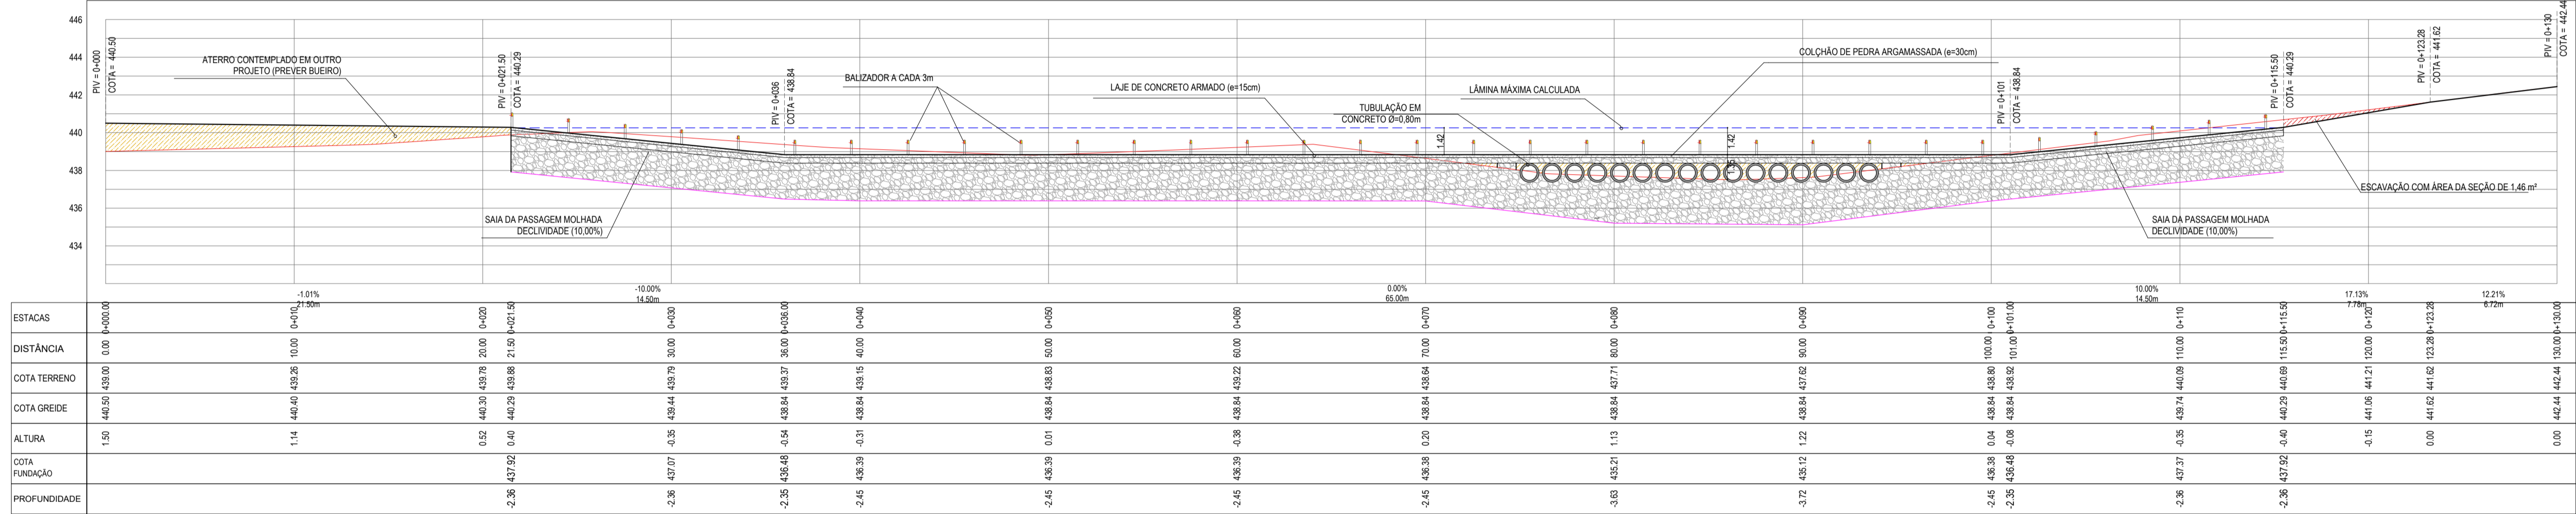 446
444
442
440
438
436
434
PIV = 0+000
COTA = 440.50
ATERRO CONTEMPLADO EM OUTRO
PROJETO (PREVER BUEIRO)
PIV = 0+021.50
COTA = 440.29
PIV = 0+036
COTA = 438.84
BALIZADOR A CADA 3m
LAJE DE CONCRETO ARMADO (e=15cm)
TUBULAÇÃO EM
CONCRETO Ø=0,80m
LÂMINA MÁXIMA CALCULADA
COLÇHÃO DE PEDRA ARGAMASSADA (e=30cm)
PIV = 0+101
COTA = 438.84
PIV = 0+115.50
COTA = 440.29
PIV = 0+123.28
COTA = 441.62
PIV = 0+130
COTA = 442.44
1.42
1.42
1.35
SAIA DA PASSAGEM MOLHADA
DECLIVIDADE (10,00%)
SAIA DA PASSAGEM MOLHADA
DECLIVIDADE (10,00%)
ESCAVAÇÃO COM ÁREA DA SEÇÃO DE 1,46 m²
-1.01%
21.50m
-10.00%
14.50m
0.00%
65.00m
10.00%
14.50m
17.13%
7.78m
12.21%
6.72m
ESTACAS 0+000.00 0+010 0+020 0+021.50 0+030 0+036.00 0+040 0+050 0+060 0+070 0+080 0+090 0+100 0+101.00 0+110 0+115.50 0+120 0+123.28 0+130.00
DISTÂNCIA 0.00 10.00 20.00 21.50 30.00 36.00 40.00 50.00 60.00 70.00 80.00 90.00 100.00 101.00 110.00 115.50 120.00 123.28 130.00
COTA TERRENO 439.00 439.26 439.78 439.88 439.79 439.37 439.15 438.83 439.22 438.64 437.71 437.62 438.80 438.92 440.09 440.69 441.21 441.62 442.44
COTA GREIDE 440.50 440.40 440.30 440.29 439.44 438.84 438.84 438.84 438.84 438.84 438.84 438.84 438.84 438.84 439.74 440.29 441.06 441.62 442.44
ALTURA 1.50 1.14 0.52 0.40 -0.35 -0.54 -0.31 0.01 -0.38 0.20 1.13 1.22 0.04 -0.08 -0.35 -0.40 -0.15 0.00 0.00
COTA
FUNDAÇÃO 437.92 437.07 436.48 436.39 436.39 436.39 436.38 435.21 435.12 436.38 436.48 437.37 437.92
PROFUNDIDADE -2.36 -2.36 -2.35 -2.45 -2.45 -2.45 -2.45 -3.63 -3.72 -2.45 -2.35 -2.36 -2.36